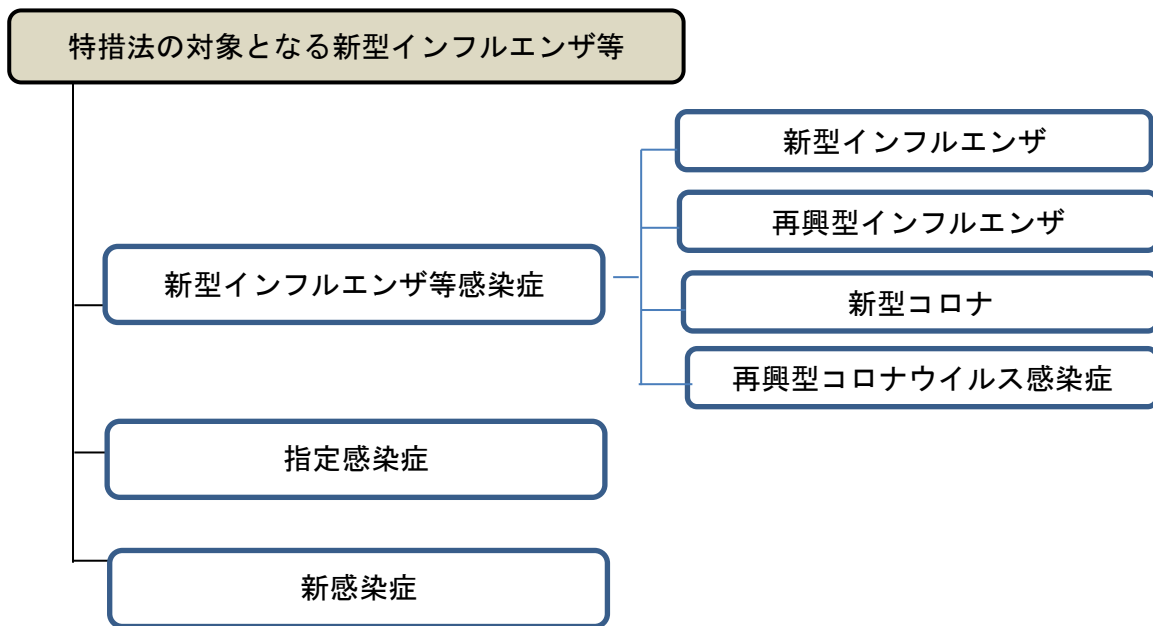 特措法の対象となる新型インフルエンザ等
新型インフルエンザ等感染症
新型インフルエンザ
再興型インフルエンザ
新型コロナ
再興型コロナウイルス感染症
指定感染症
新感染症